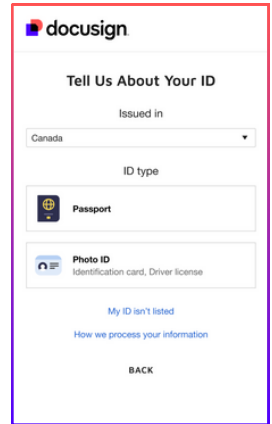 docusign
Tell Us About Your ID
Issued in
Canada
ID type
Passport
Photo ID
Identification card, Driver license
My ID isn't listed
How we process your information
BACK